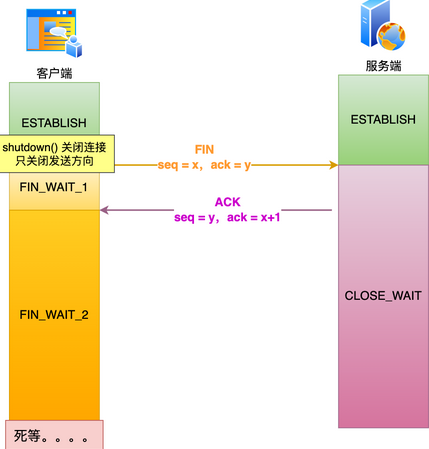 客户端
服务端
ESTABLISH
ESTABLISH
shutdown() 关闭连接
只关闭发送方向
FIN
seq = x，ack = y
FIN_WAIT_1
ACK
seq = y，ack = x+1
FIN_WAIT_2
CLOSE_WAIT
死等。。。。